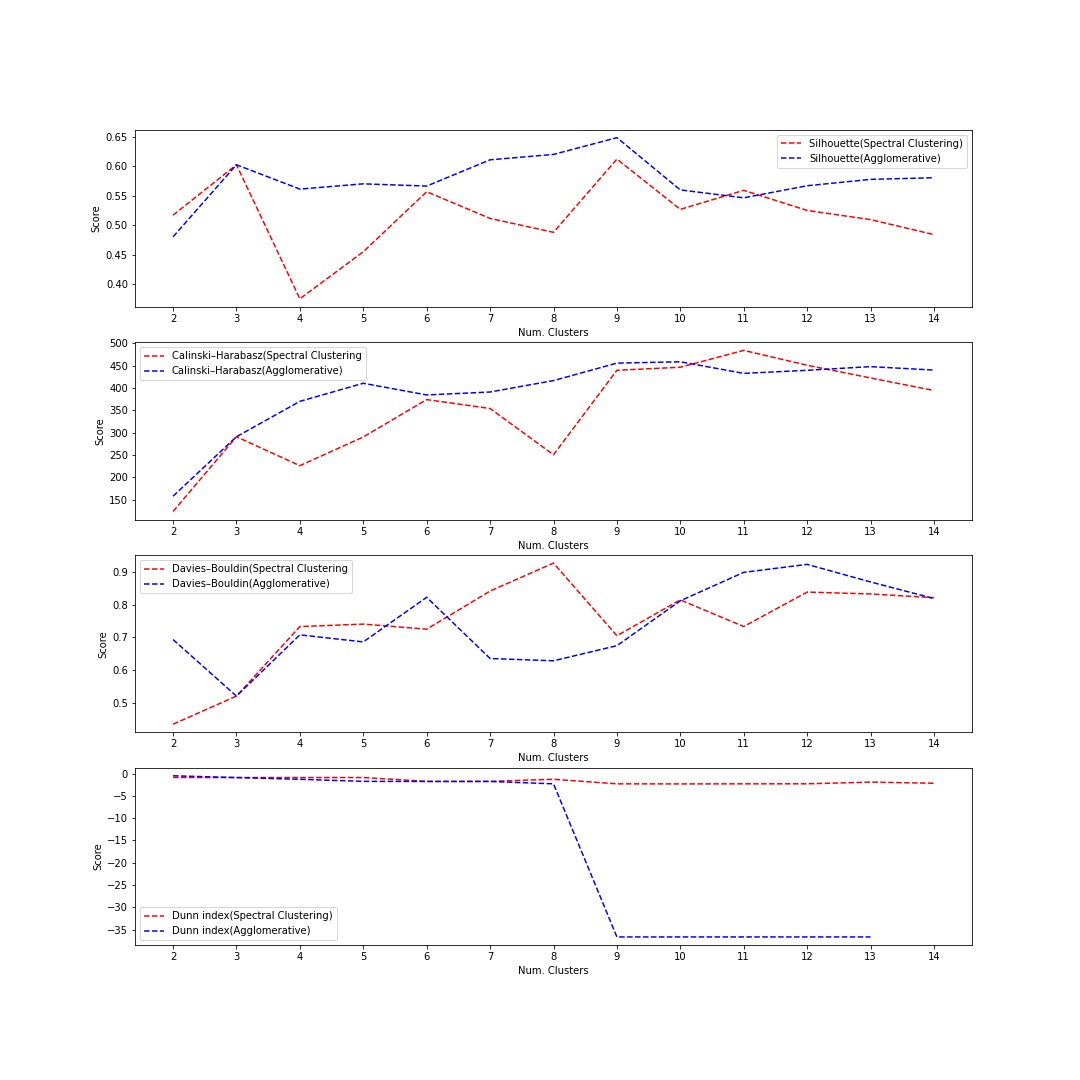 0.65
0.60
0.55
0.50
0.45
0.40
Score
Silhouette(Spectral Clustering)
Silhouette(Agglomerative)
2 3 4 5 6 7 8 9 10 11 12 13 14
Num. Clusters
500
450
400
350
300
250
200
150
Score
Calinski–Harabasz(Spectral Clustering
Calinski–Harabasz(Agglomerative)
2 3 4 5 6 7 8 9 10 11 12 13 14
Num. Clusters
0.9
0.8
0.7
0.6
0.5
Score
Davies–Bouldin(Spectral Clustering
Davies–Bouldin(Agglomerative)
2 3 4 5 6 7 8 9 10 11 12 13 14
Num. Clusters
0
−5
−10
−15
−20
−25
−30
−35
Score
Dunn index(Spectral Clustering)
Dunn index(Agglomerative)
2 3 4 5 6 7 8 9 10 11 12 13 14
Num. Clusters